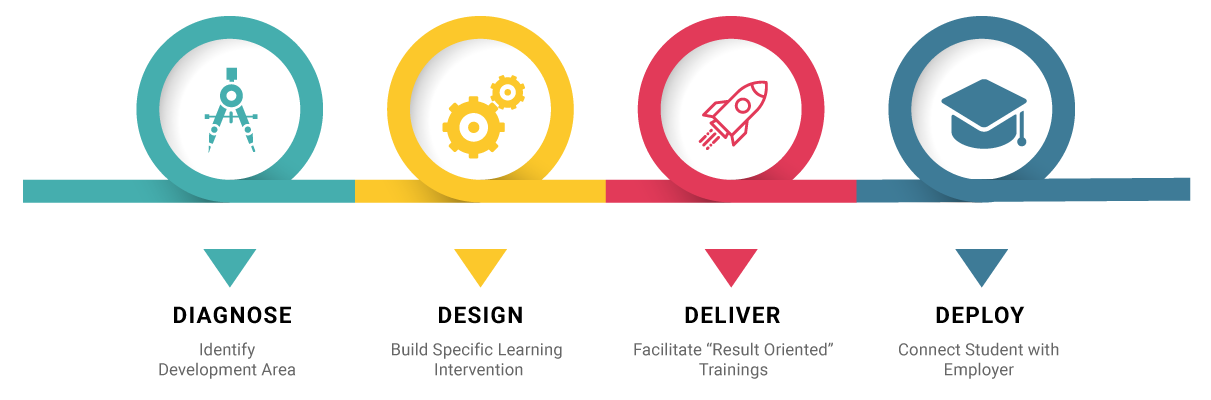 DIAGNOSE
Identify
Development Area
DESIGN
Build Specific Learning
Intervention
DELIVER
Facilitate “Result Oriented”
Trainings
DEPLOY
Connect Student with
Employer